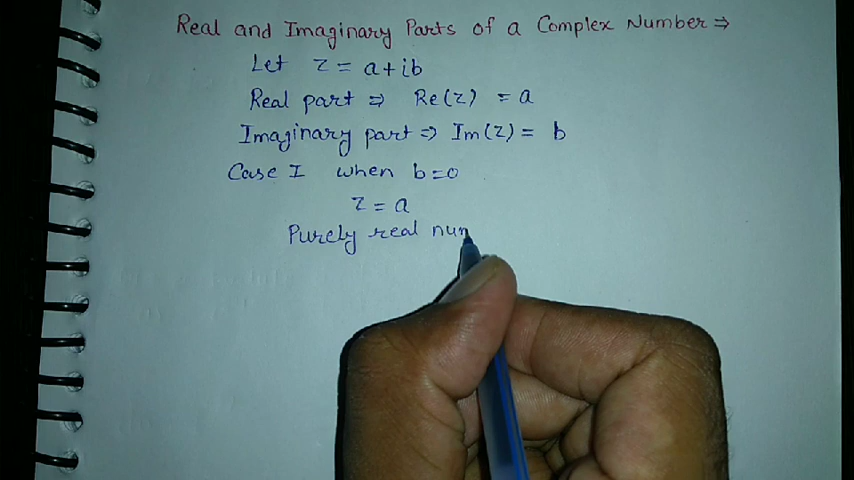 Real and Imaginary Parts of a Complex Number ⇒
Let z = a + ib
Real part ⇒ Re(z) = a
Imaginary part ⇒ Im(z) = b
Case I when b=0
z = a
Purely real num